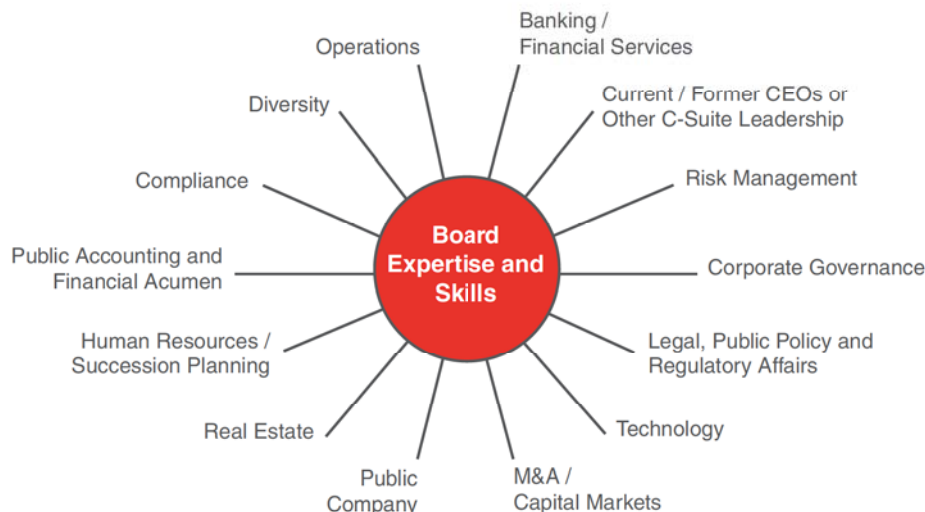 Banking /
Financial Services
Operations
Current / Former CEOs or
Other C-Suite Leadership
Diversity
Risk Management
Compliance
Board
Expertise and
Skills
Public Accounting and
Financial Acumen
Corporate Governance
Human Resources /
Succession Planning
Legal, Public Policy and
Regulatory Affairs
Real Estate
Technology
Public
Company
M&A /
Capital Markets